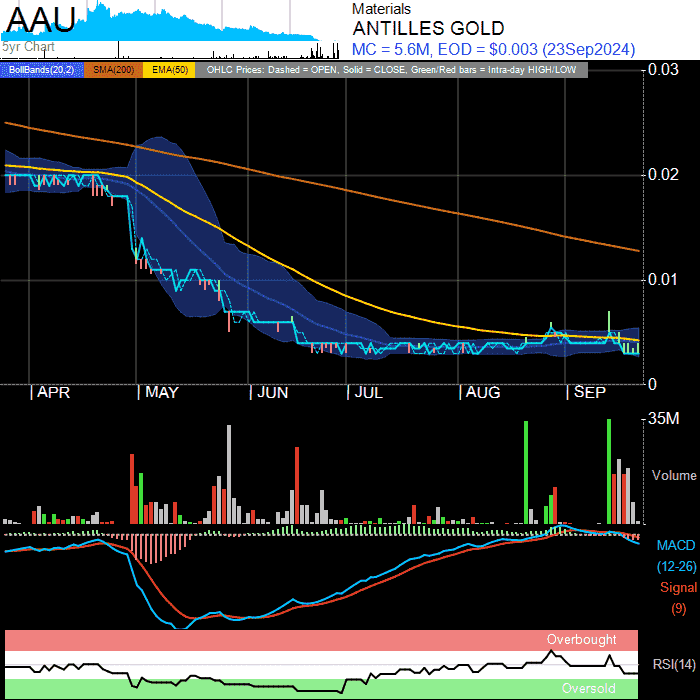 AAU
5yr Chart
Materials
ANTILLES GOLD
MC = 5.6M, EOD = $0.003 (23Sep2024)
BollBands(20,2) SMA(200) EMA(50) OHLC Prices: Dashed = OPEN, Solid = CLOSE, Green/Red bars = Intra-day HIGH/LOW
0.03
0.02
0.01
0
APR MAY JUN JUL AUG SEP
35M
Volume
MACD
(12-26)
Signal
(9)
Overbought
RSI(14)
Oversold